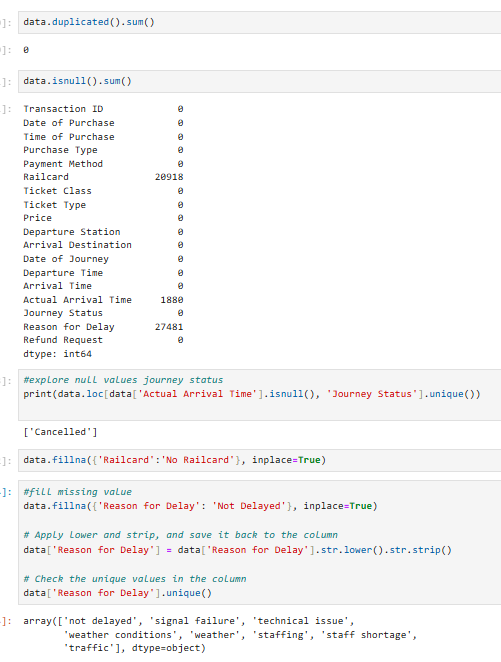 ]: data.duplicated().sum()
]: 0
]: data.isnull().sum()
]: Transaction ID 0
Date of Purchase 0
Time of Purchase 0
Purchase Type 0
Payment Method 0
Railcard 20918
Ticket Class 0
Ticket Type 0
Price 0
Departure Station 0
Arrival Destination 0
Date of Journey 0
Departure Time 0
Arrival Time 0
Actual Arrival Time 1880
Journey Status 0
Reason for Delay 27481
Refund Request 0
dtype: int64
]: #explore null values journey status
print(data.loc[data['Actual Arrival Time'].isnull(), 'Journey Status'].unique())
['Cancelled']
]: data.fillna({'Railcard':'No Railcard'}, inplace=True)
]: #fill missing value
data.fillna({'Reason for Delay': 'Not Delayed'}, inplace=True)
# Apply Lower and strip, and save it back to the column
data['Reason for Delay'] = data['Reason for Delay'].str.lower().str.strip()
# Check the unique values in the column
data['Reason for Delay'].unique()
]: array(['not delayed', 'signal failure', 'technical issue',
'weather conditions', 'weather', 'staffing', 'staff shortage',
'traffic'], dtype=object)